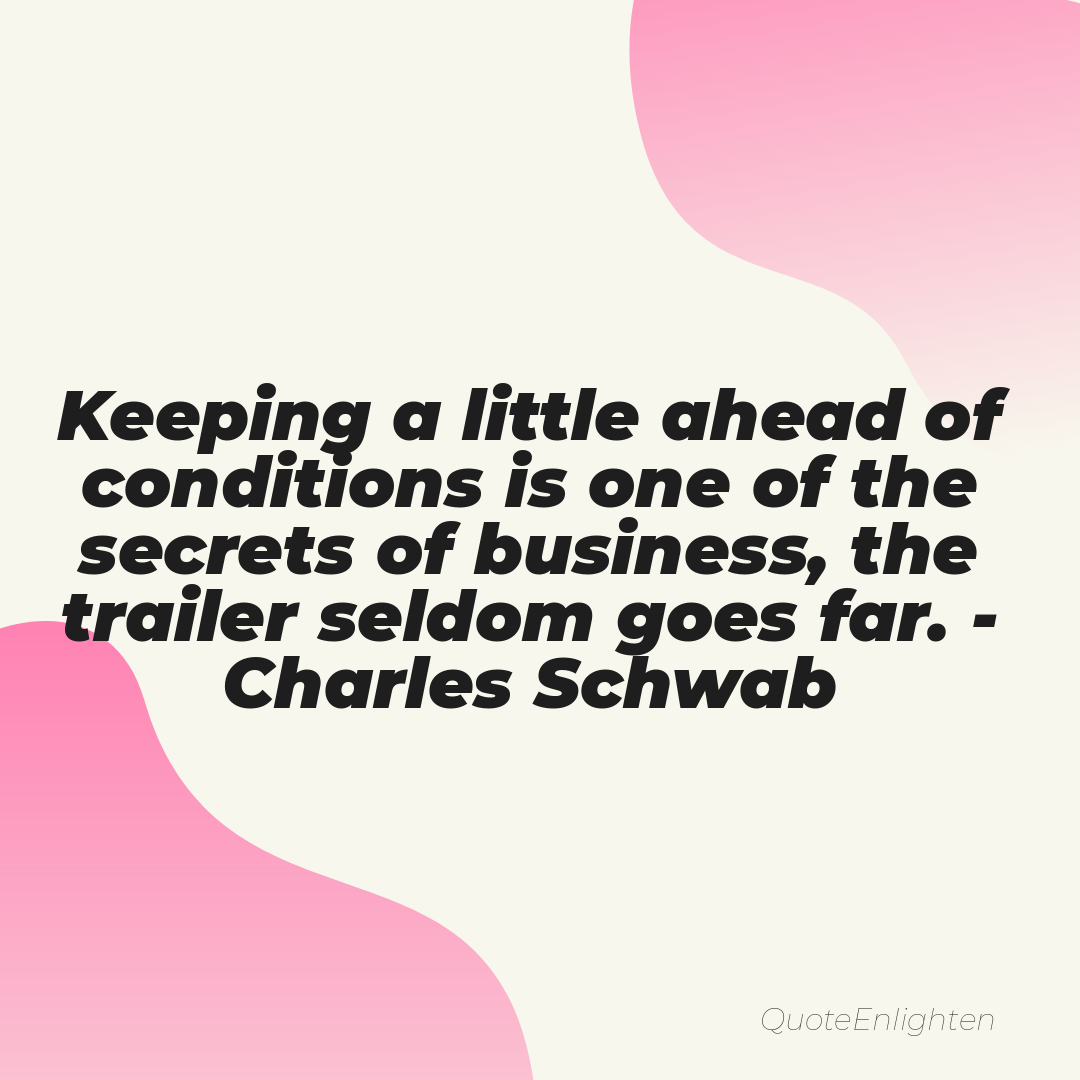 Keeping a little ahead of
conditions is one of the
secrets of business, the
trailer seldom goes far. -
Charles Schwab
QuoteEnlighten